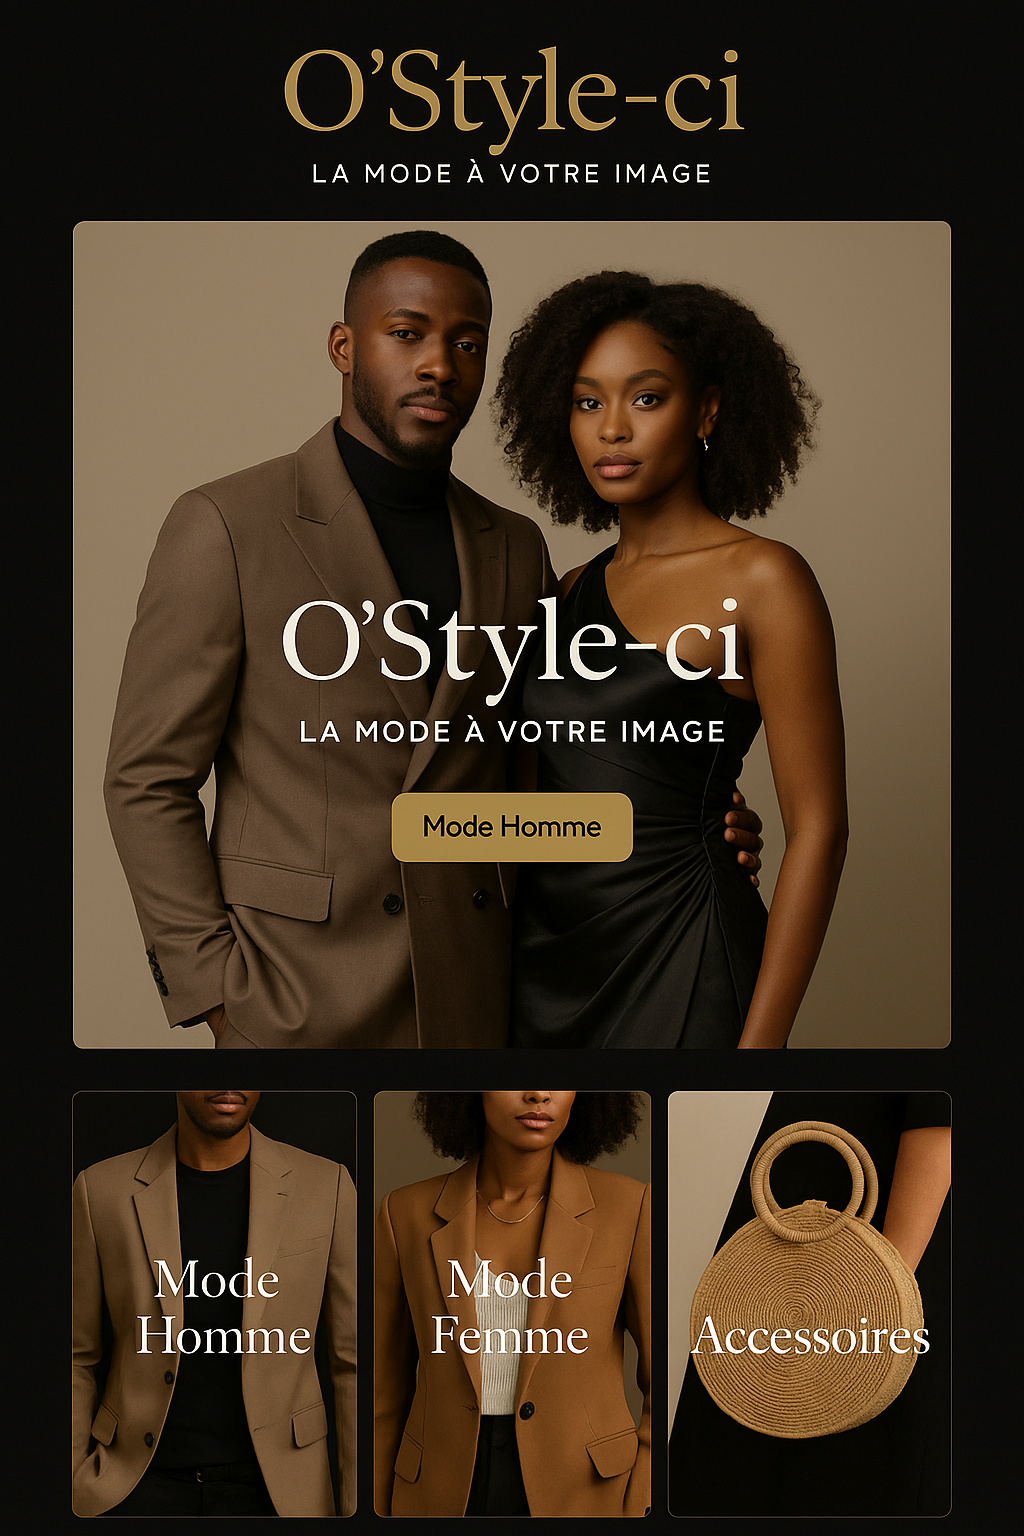 O’Style-ci
LA MODE À VOTRE IMAGE
O’Style-ci
LA MODE À VOTRE IMAGE
Mode Homme
Mode
Homme
Mode
Femme
Accessoires